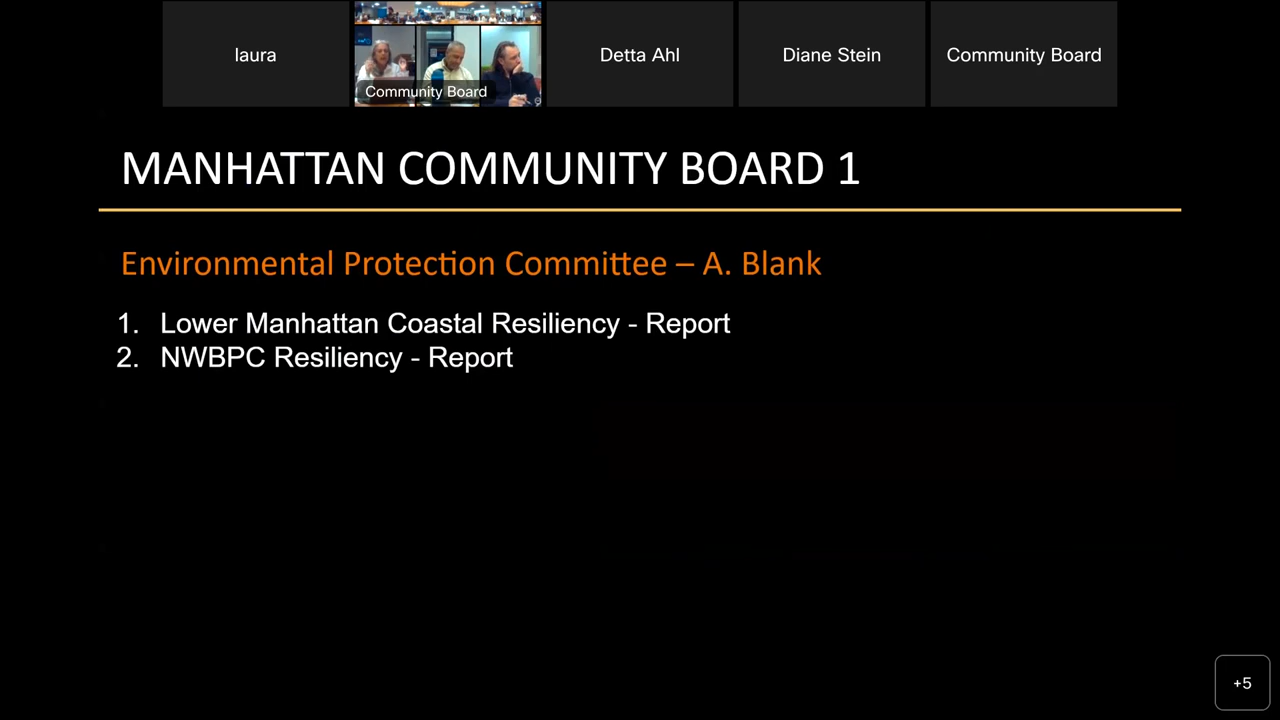 laura
Community Board
Detta Ahl
Diane Stein
Community Board
MANHATTAN COMMUNITY BOARD 1
Environmental Protection Committee – A. Blank
1. Lower Manhattan Coastal Resiliency - Report
2. NWBPC Resiliency - Report
+5